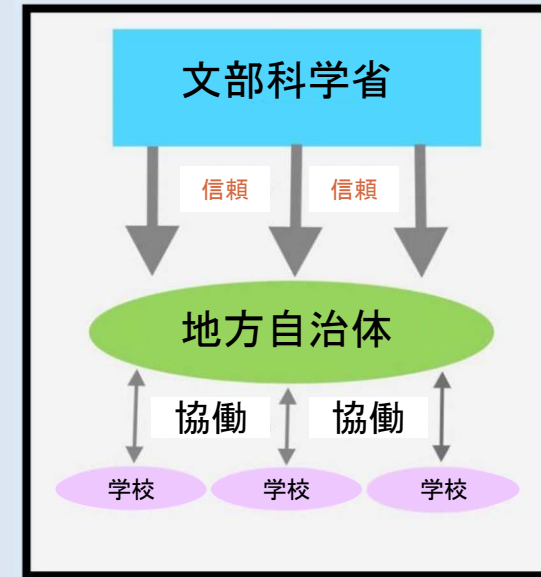 文部科学省
信頼 信頼
地方自治体
協働 協働
学校 学校 学校